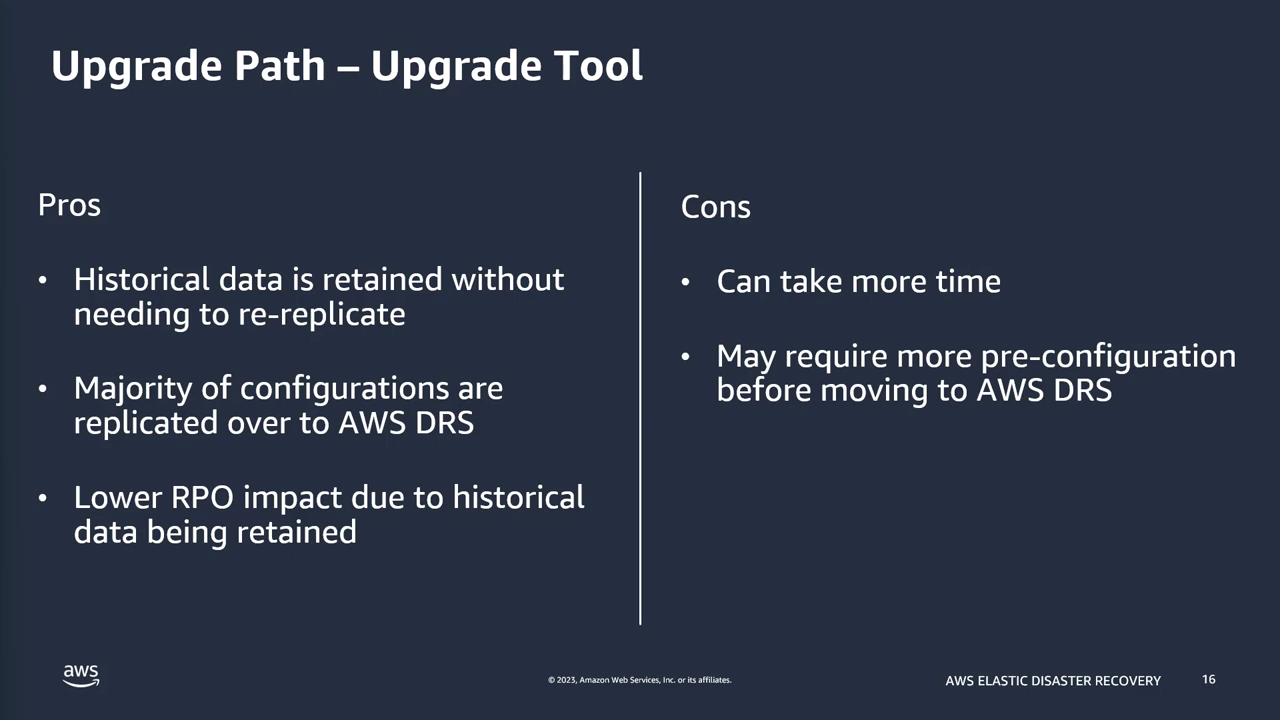 Upgrade Path – Upgrade Tool
Pros
• Historical data is retained without
needing to re-replicate
• Majority of configurations are
replicated over to AWS DRS
• Lower RPO impact due to historical
data being retained
Cons
• Can take more time
• May require more pre-configuration
before moving to AWS DRS
aws
© 2023, Amazon Web Services, Inc. or its affiliates.
AWS ELASTIC DISASTER RECOVERY
16